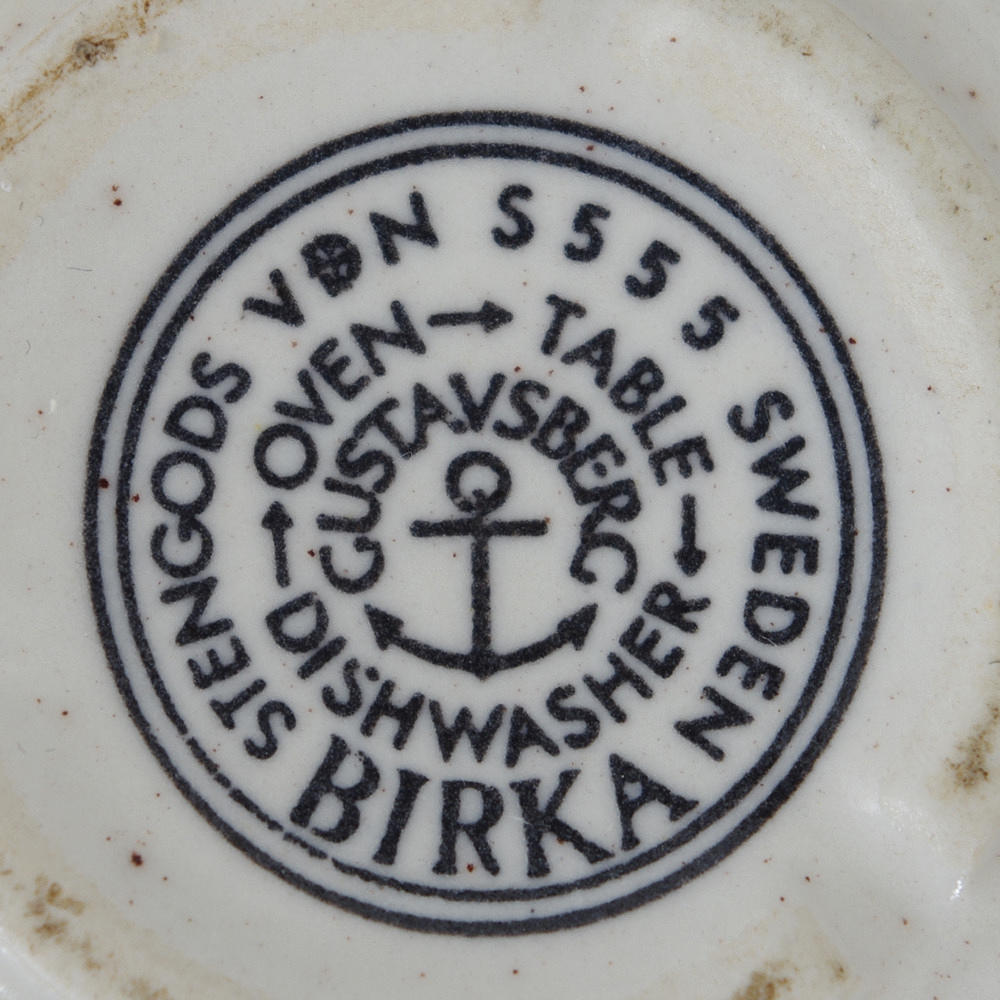 STENGODS VDN S555 SWEDEN
OVEN → TABLE → DISHWASHER →
GUSTAVSBERG
BIRKA